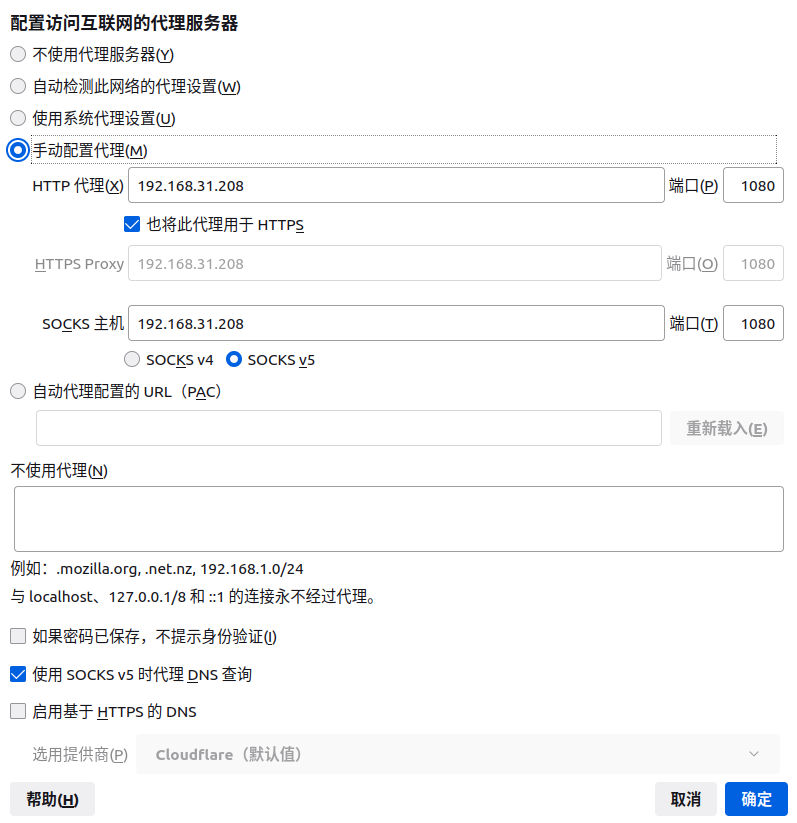 配置访问互联网的代理服务器
不使用代理服务器(Y)
自动检测此网络的代理设置(W)
使用系统代理设置(U)
手动配置代理(M)
HTTP 代理(X) 192.168.31.208 端口(P) 1080
也将此代理用于 HTTPS
HTTPS Proxy 192.168.31.208 端口(O) 1080
SOCKS 主机 192.168.31.208 端口(T) 1080
SOCKS v4 SOCKS v5
自动代理配置的 URL（PAC）
重新载入(E)
不使用代理(N)
例如：.mozilla.org, .net.nz, 192.168.1.0/24
与 localhost、127.0.0.1/8 和 ::1 的连接永不经过代理。
如果密码已保存，不提示身份验证(I)
使用 SOCKS v5 时代理 DNS 查询
启用基于 HTTPS 的 DNS
选用提供商(P) Cloudflare（默认值）
帮助(H) 取消 确定